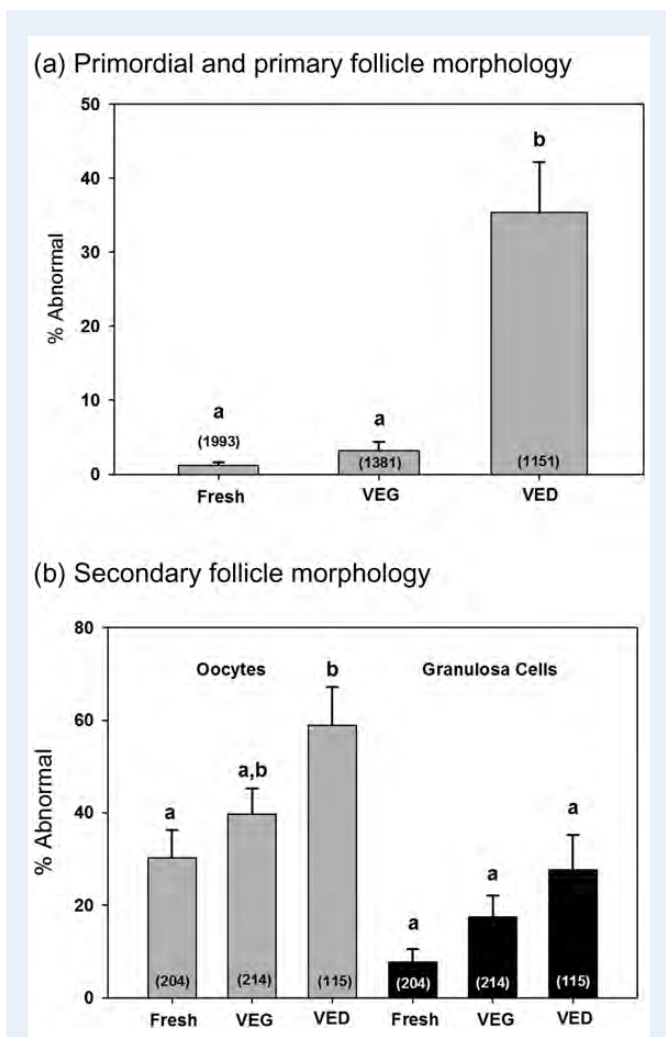 (a) Primordial and primary follicle morphology
50
40
30
20
10
0
% Abnormal
a
(1993)
a
(1381)
b
(1151)
Fresh VEG VED
(b) Secondary follicle morphology
80
60
40
20
0
% Abnormal
Oocytes Granulosa Cells
a
a,b
b
a
a
a
(204) (214) (115) (204) (214) (115)
Fresh VEG VED Fresh VEG VED